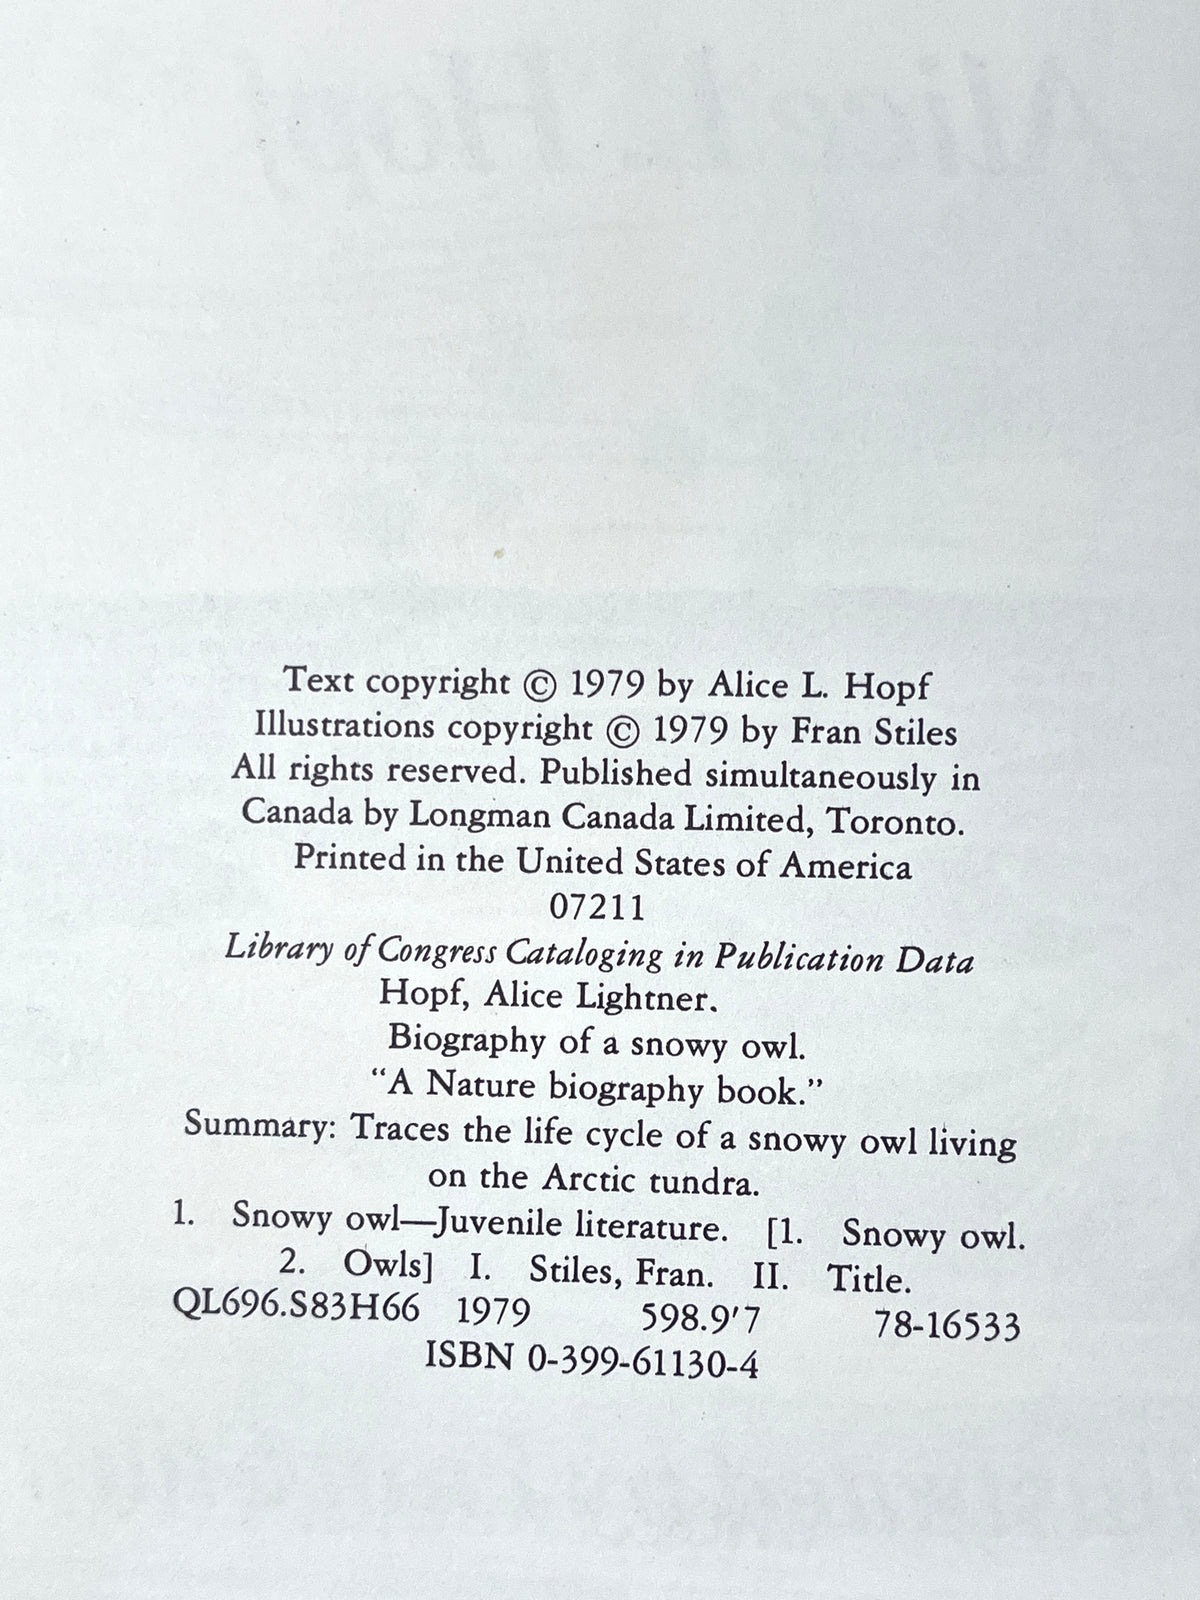 Text copyright © 1979 by Alice L. Hopf
Illustrations copyright © 1979 by Fran Stiles
All rights reserved. Published simultaneously in
Canada by Longman Canada Limited, Toronto.
Printed in the United States of America
07211
Library of Congress Cataloging in Publication Data
Hopf, Alice Lightner.
Biography of a snowy owl.
“A Nature biography book.”
Summary: Traces the life cycle of a snowy owl living
on the Arctic tundra.
1. Snowy owl—Juvenile literature. [1. Snowy owl.
2. Owls] I. Stiles, Fran. II. Title.
QL696.S83H66 1979 598.9'7 78-16533
ISBN 0-399-61130-4